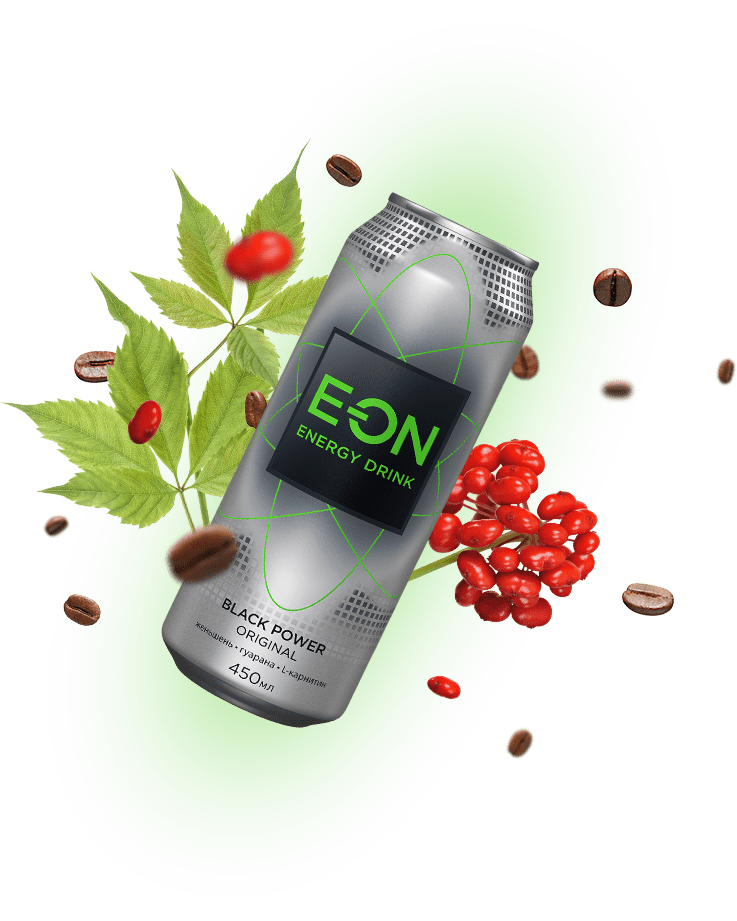 E-ON
ENERGY DRINK
BLACK POWER
ORIGINAL
женьшень • гуарана • L-карнитин
450мл